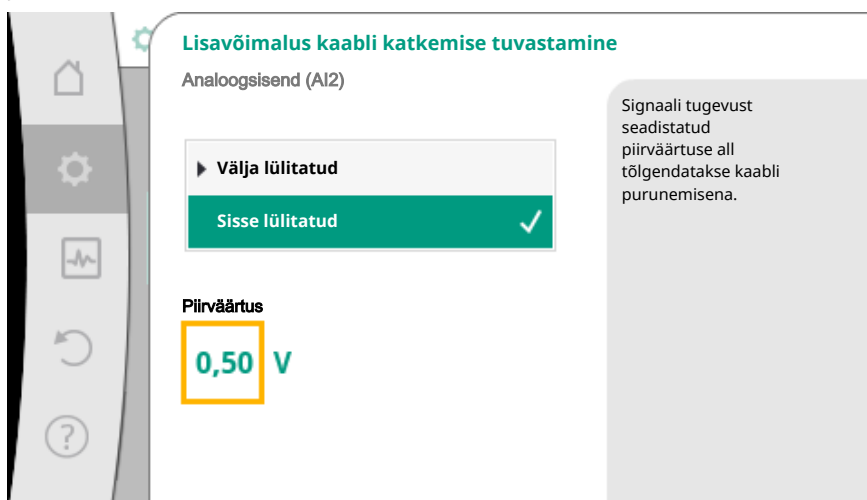 Lisavõimalus kaabli katkemise tuvastamine
Analoogsisend (AI2)
Välja lülitatud
Sisse lülitatud
Piirväärtus
0,50 V
Signaali tugevust
seadistatud
piirväärtuse all
tõlgendatakse kaabli
purunemisena.
?